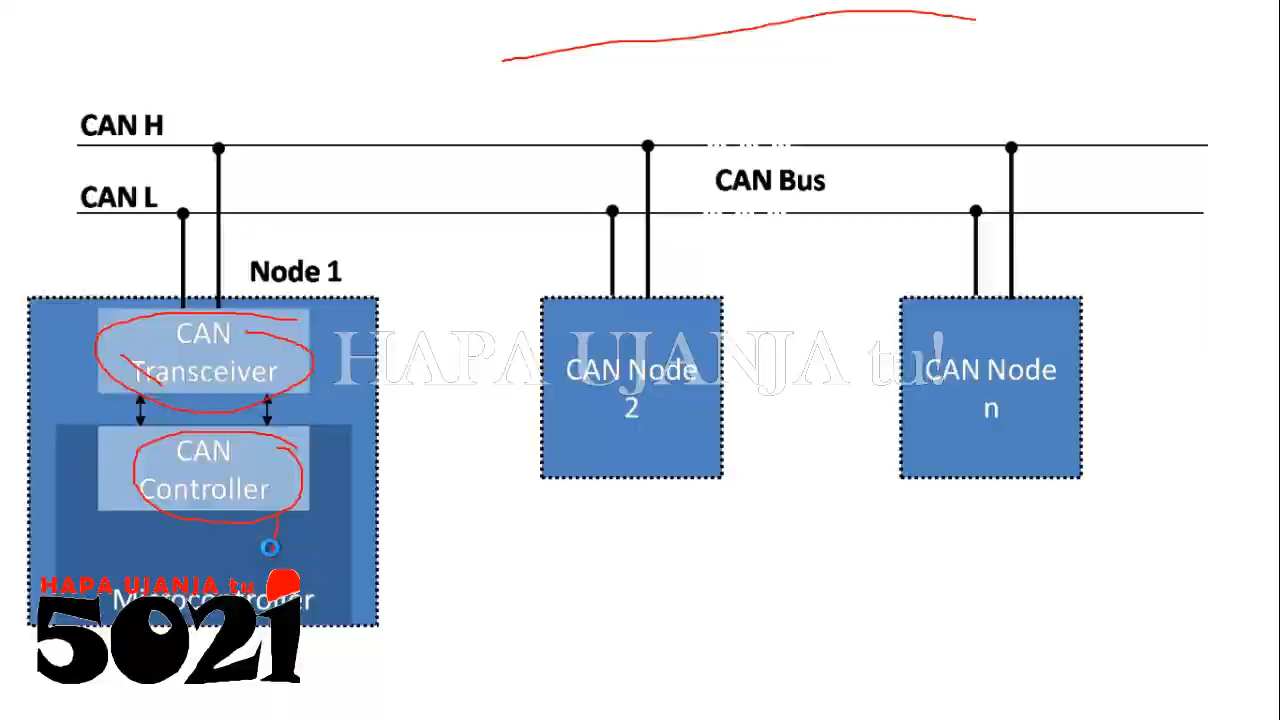 CAN H
CAN L
CAN Bus
Node 1
CAN
Transceiver
HAPA UJANJA tu!
CAN Node
2
CAN Node
n
CAN
Controller
HAPA UJANJA tu
Microcontroller
5021